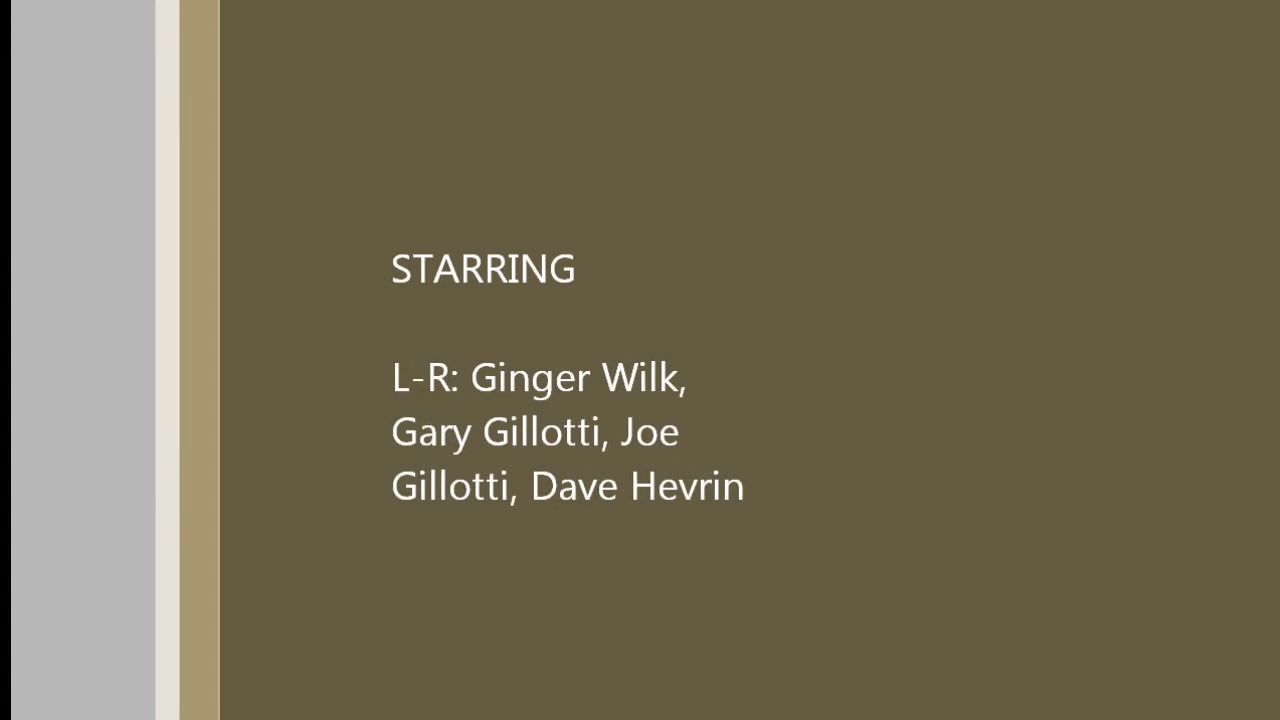 STARRING
L-R: Ginger Wilk,
Gary Gillotti, Joe
Gillotti, Dave Hevrin